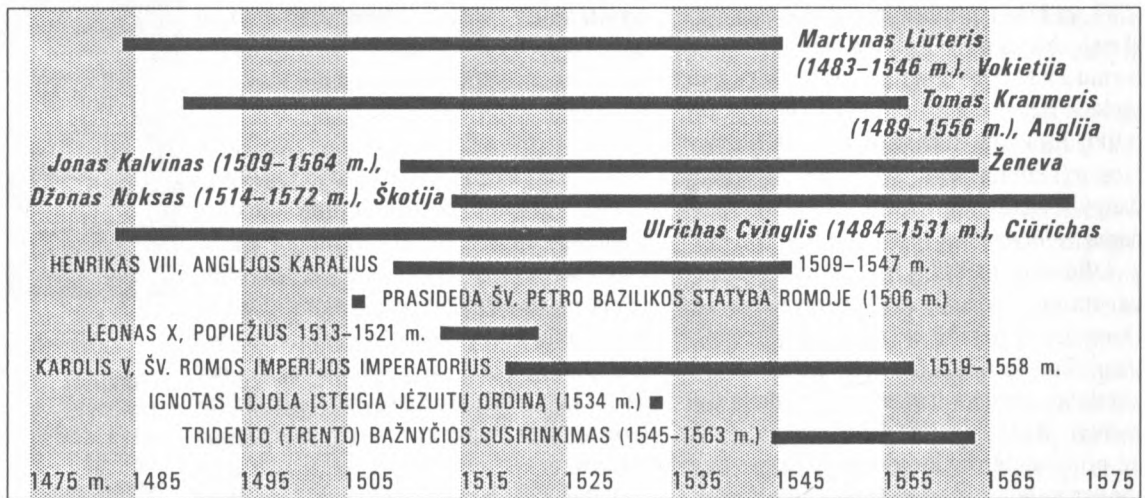 Martynas Liuteris
(1483–1546 m.), Vokietija
Tomas Kranmeris
(1489–1556 m.), Anglija
Jonas Kalvinas (1509–1564 m.), Ženeva
Džonas Noksas (1514–1572 m.), Škotija
Ulrichas Cvinglis (1484–1531 m.), Ciūrichas
HENRIKAS VIII, ANGLIJOS KARALIUS 1509–1547 m.
PRASIDEDA ŠV. PETRO BAZILIKOS STATYBA ROMOJE (1506 m.)
LEONAS X, POPIEŽIUS 1513–1521 m.
KAROLIS V, ŠV. ROMOS IMPERIJOS IMPERATORIUS 1519–1558 m.
IGNOTAS LOJOLA ĮSTEIGIA JĖZUITŲ ORDINĄ (1534 m.)
TRIDENTO (TRENTO) BAŽNYČIOS SUSIRINKIMAS (1545–1563 m.)
1475 m. 1485 1495 1505 1515 1525 1535 1545 1555 1565 1575